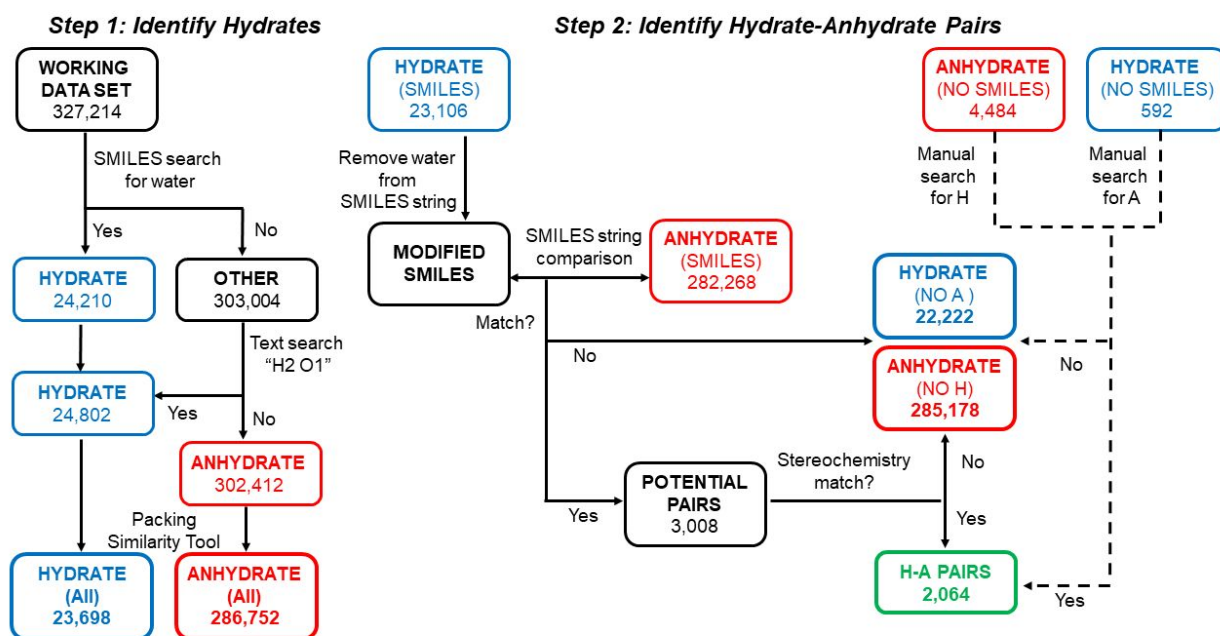 Step 1: Identify Hydrates
WORKING
DATA SET
327,214
SMILES search
for water
Yes
No
HYDRATE
24,210
OTHER
303,004
Text search
“H2 O1”
HYDRATE
24,802
Yes
No
ANHYDRATE
302,412
Packing
Similarity Tool
HYDRATE
(All)
23,698
ANHYDRATE
(All)
286,752
Step 2: Identify Hydrate-Anhydrate Pairs
HYDRATE
(SMILES)
23,106
Remove water
from
SMILES string
MODIFIED
SMILES
SMILES string
comparison
ANHYDRATE
(SMILES)
282,268
Match?
No
Yes
POTENTIAL
PAIRS
3,008
Stereochemistry
match?
No
Yes
ANHYDRATE
(NO SMILES)
4,484
HYDRATE
(NO SMILES)
592
Manual
search
for H
Manual
search
for A
HYDRATE
(NO A )
22,222
ANHYDRATE
(NO H)
285,178
No
H-A PAIRS
2,064
Yes